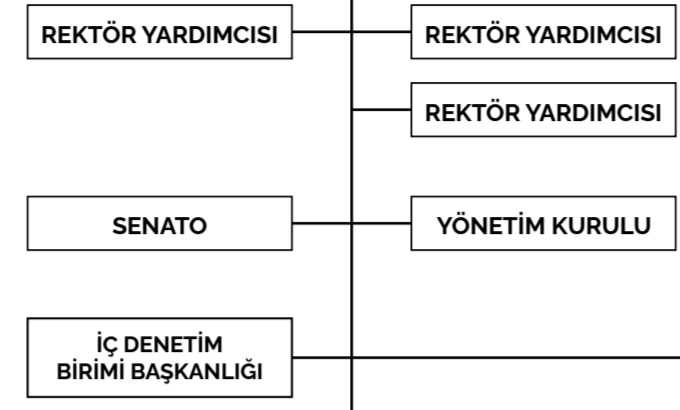 REKTÖR YARDIMCISI
REKTÖR YARDIMCISI
REKTÖR YARDIMCISI
SENATO
YÖNETİM KURULU
İÇ DENETİM
BİRİMİ BAŞKANLIĞI